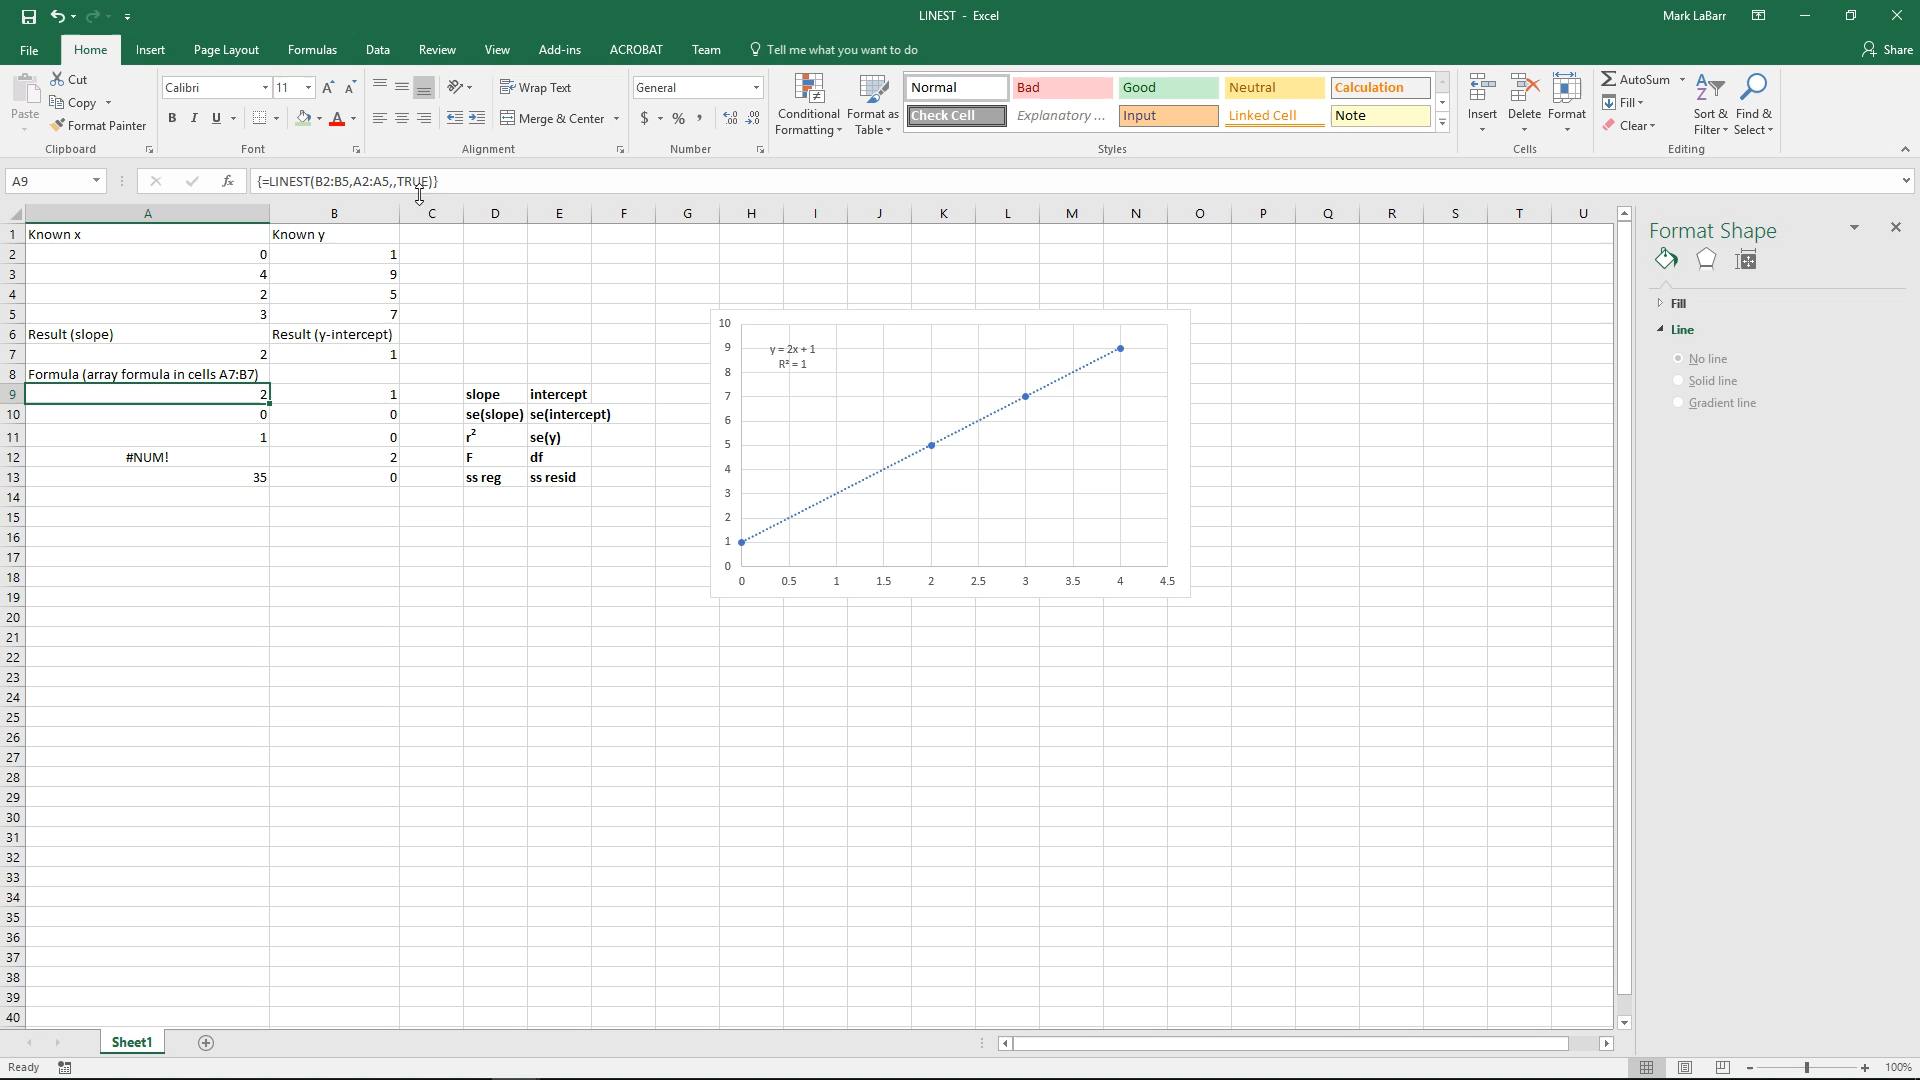 LINEST - Excel
Mark LaBarr
File Home Insert Page Layout Formulas Data Review View Add-ins ACROBAT Team Tell me what you want to do
Share
Paste
Cut
Copy
Format Painter
Clipboard
Calibri 11
B I U
Font
Wrap Text
Merge & Center
Alignment
General
$ % ,
Number
Conditional Formatting
Format as Table
Normal Bad Good Neutral Calculation
Check Cell Explanatory ... Input Linked Cell Note
Styles
Insert Delete Format
Cells
AutoSum
Fill
Clear
Sort & Filter
Find & Select
Editing
A9 fx {=LINEST(B2:B5,A2:A5,,TRUE)}
A B C D E F G H I J K L M N O P Q R S T U
1 Known x Known y
2 0 1
3 4 9
4 2 5
5 3 7
6 Result (slope) Result (y-intercept)
7 2 1
8 Formula (array formula in cells A7:B7)
9 2 1 slope intercept
10 0 0 se(slope) se(intercept)
11 1 0 r² se(y)
12 #NUM! 2 F df
13 35 0 ss reg ss resid
14
15
16
17
18
19
20
21
22
23
24
25
26
27
28
29
30
31
32
33
34
35
36
37
38
39
40
10
9
8
7
6
5
4
3
2
1
0
y = 2x + 1
R² = 1
0 0.5 1 1.5 2 2.5 3 3.5 4 4.5
Format Shape
Fill
Line
No line
Solid line
Gradient line
Sheet1
Ready
100%